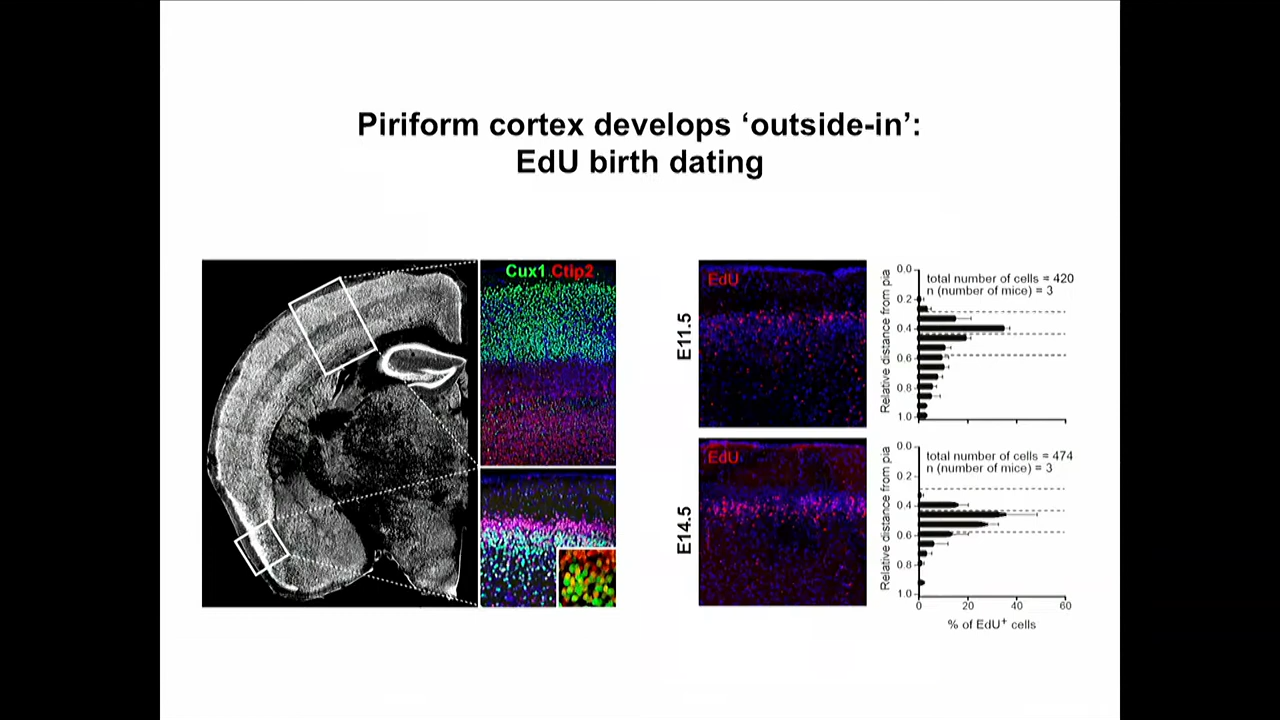 Piriform cortex develops ‘outside-in’:
EdU birth dating
Cux1 Ctip2
E11.5
EdU
Relative distance from pia
0.0
0.2
0.4
0.6
0.8
1.0
total number of cells = 420
n (number of mice) = 3
E14.5
EdU
Relative distance from pia
0.0
0.2
0.4
0.6
0.8
1.0
total number of cells = 474
n (number of mice) = 3
0 20 40 60
% of EdU⁺ cells